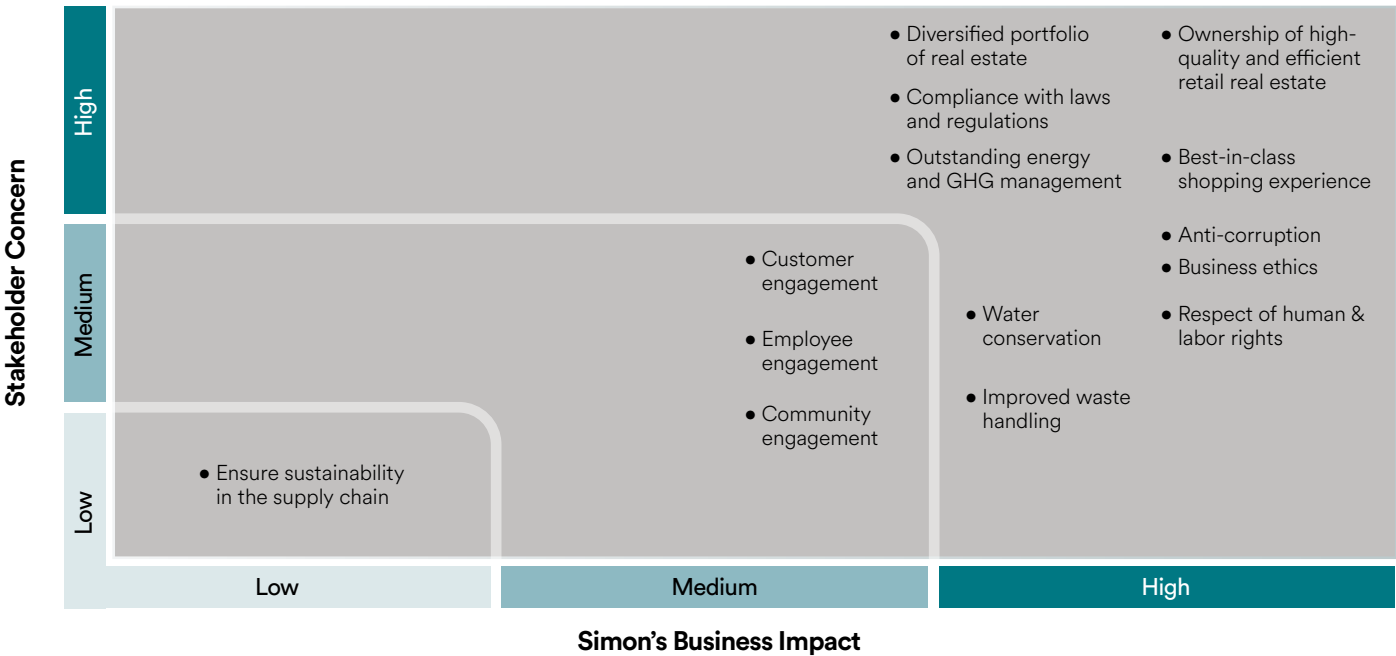 Stakeholder Concern
High
Medium
Low
● Diversified portfolio
of real estate
● Compliance with laws
and regulations
● Outstanding energy
and GHG management
● Ownership of high-
quality and efficient
retail real estate
● Best-in-class
shopping experience
● Anti-corruption
● Business ethics
● Respect of human &
labor rights
● Customer
engagement
● Employee
engagement
● Community
engagement
● Water
conservation
● Improved waste
handling
● Ensure sustainability
in the supply chain
Low
Medium
High
Simon’s Business Impact